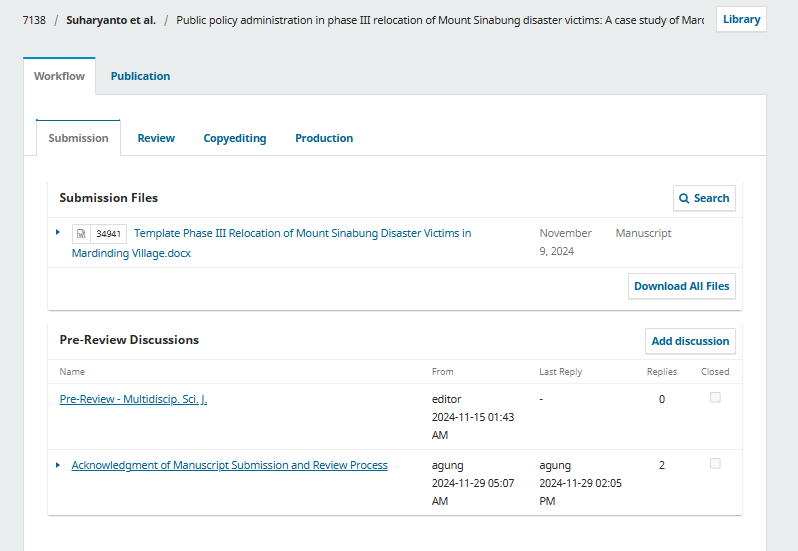 7138 / Suharyanto et al. / Public policy administration in phase III relocation of Mount Sinabung disaster victims: A case study of Marc
Library
Workflow Publication
Submission Review Copyediting Production
Submission Files
Search
34941 Template Phase III Relocation of Mount Sinabung Disaster Victims in
Mardinding Village.docx
November
9, 2024
Manuscript
Download All Files
Pre-Review Discussions
Add discussion
Name From Last Reply Replies Closed
Pre-Review - Multidiscip. Sci. J.
editor
2024-11-15 01:43
AM
-
0
Acknowledgment of Manuscript Submission and Review Process
agung
2024-11-29 05:07
AM
agung
2024-11-29 02:05
PM
2